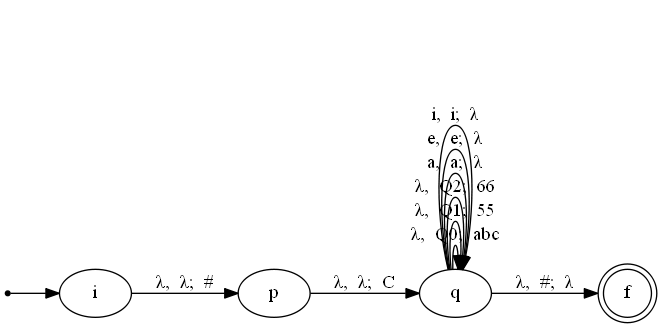 i, i; λ
e, e; λ
a, a; λ
λ, Q2; 66
λ, Q1; 55
λ, Q0; abc
i
λ, λ; #
p
λ, λ; C
q
λ, #; λ
f